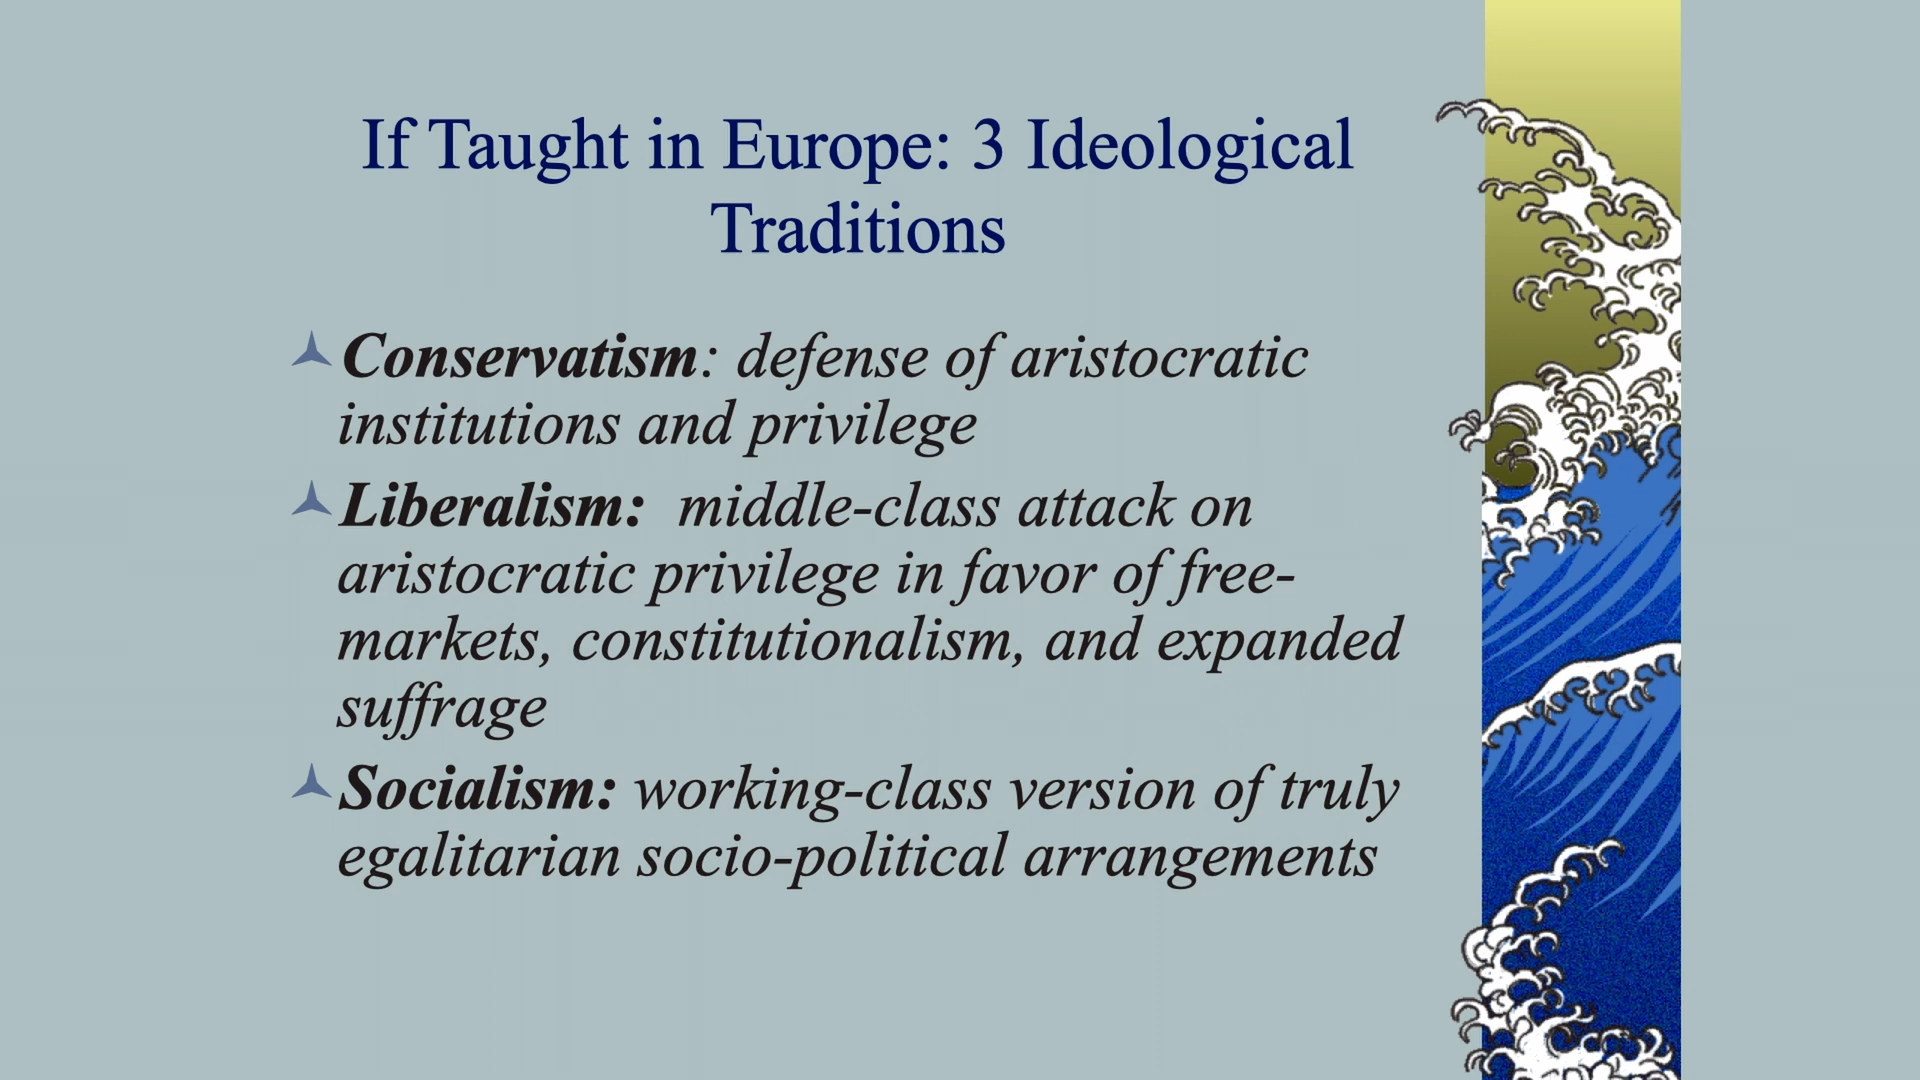 If Taught in Europe: 3 Ideological
Traditions
Conservatism: defense of aristocratic
institutions and privilege
Liberalism:  middle-class attack on
aristocratic privilege in favor of free-
markets, constitutionalism, and expanded
suffrage
Socialism: working-class version of truly
egalitarian socio-political arrangements